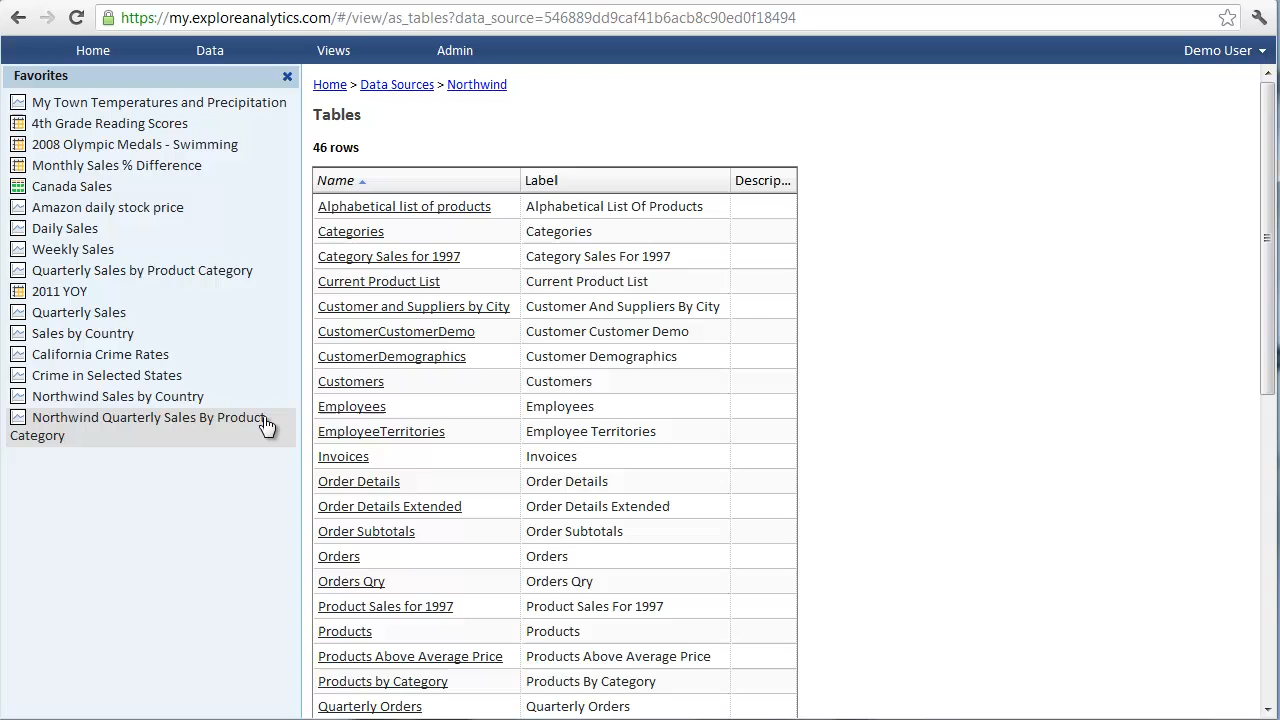 https://my.exploreanalytics.com/#/view/as_tables?data_source=546889dd9caf41b6acb8c90ed0f18494
Home Data Views Admin Demo User
Favorites
My Town Temperatures and Precipitation
4th Grade Reading Scores
2008 Olympic Medals - Swimming
Monthly Sales % Difference
Canada Sales
Amazon daily stock price
Daily Sales
Weekly Sales
Quarterly Sales by Product Category
2011 YOY
Quarterly Sales
Sales by Country
California Crime Rates
Crime in Selected States
Northwind Sales by Country
Northwind Quarterly Sales By Product
Category
Home > Data Sources > Northwind
Tables
46 rows
Name Label Descrip...
Alphabetical list of products Alphabetical List Of Products
Categories Categories
Category Sales for 1997 Category Sales For 1997
Current Product List Current Product List
Customer and Suppliers by City Customer And Suppliers By City
CustomerCustomerDemo Customer Customer Demo
CustomerDemographics Customer Demographics
Customers Customers
Employees Employees
EmployeeTerritories Employee Territories
Invoices Invoices
Order Details Order Details
Order Details Extended Order Details Extended
Order Subtotals Order Subtotals
Orders Orders
Orders Qry Orders Qry
Product Sales for 1997 Product Sales For 1997
Products Products
Products Above Average Price Products Above Average Price
Products by Category Products By Category
Quarterly Orders Quarterly Orders